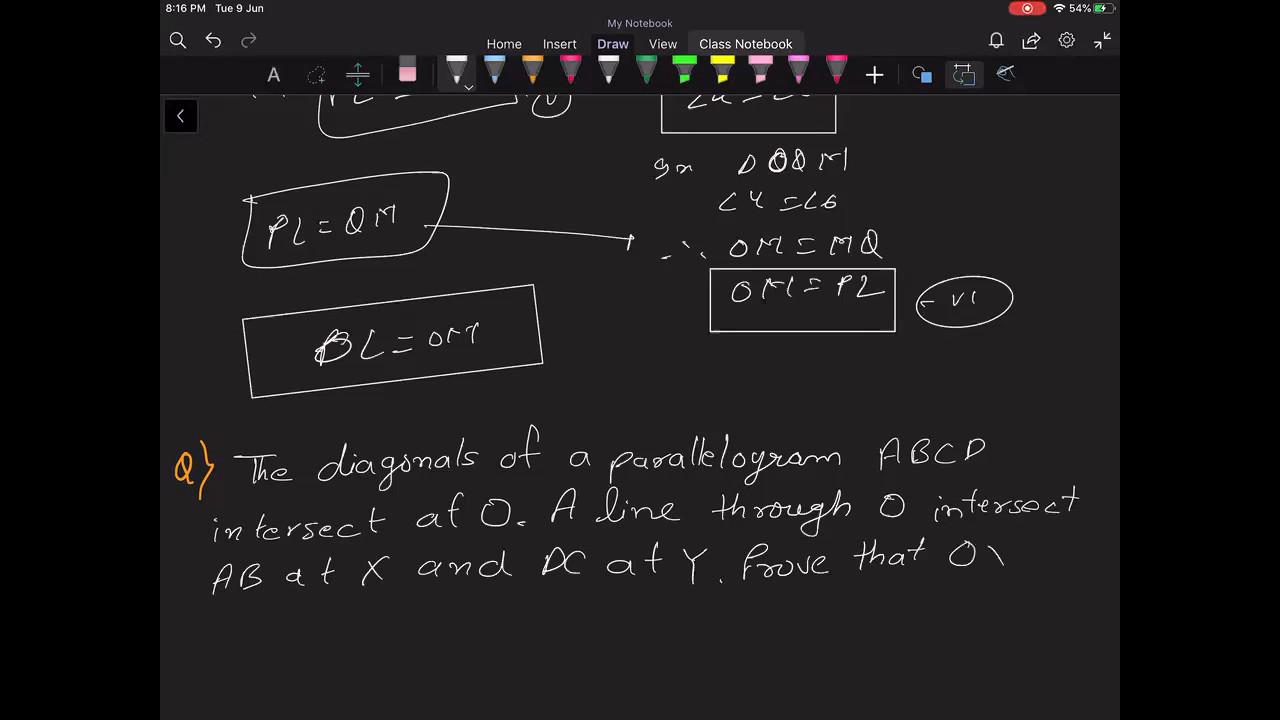 8:16 PM Tue 9 Jun
54%
My Notebook
Home Insert Draw View Class Notebook
A
V
PL = QM
∠4 = ∠6
∴ OM = MQ
OM = PL
VI
BL = OM
Q} The diagonals of a parallelogram ABCD
intersect at O. A line through O intersect
AB at X and DC at Y. Prove that O